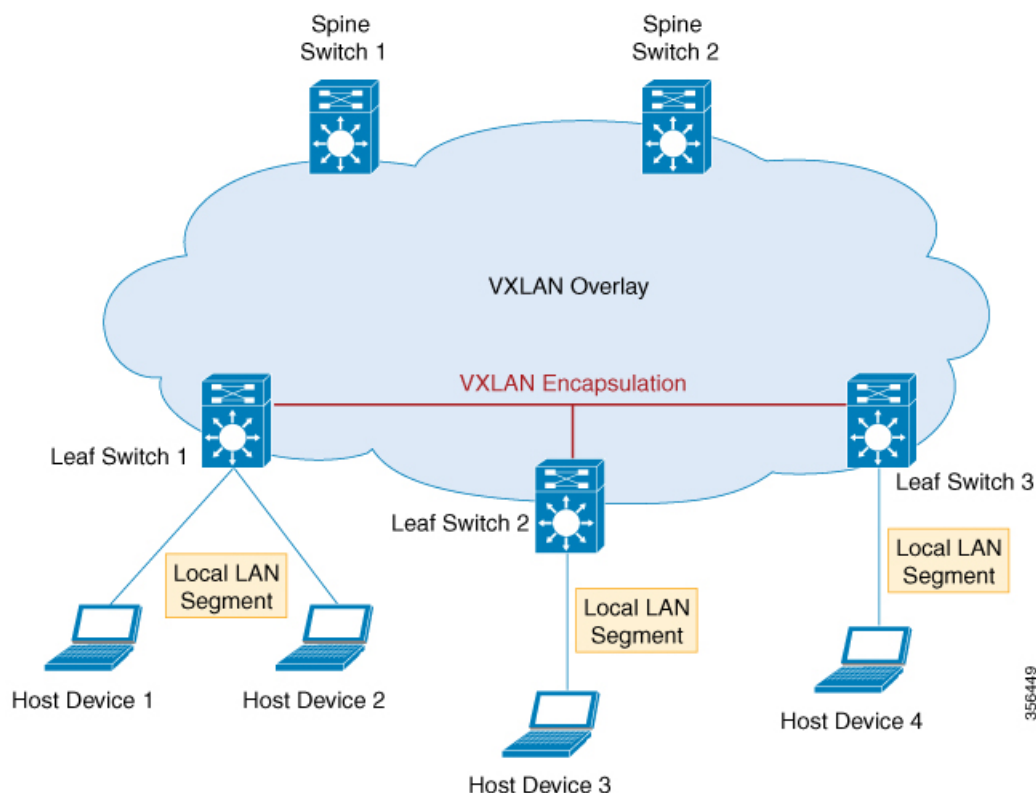 Spine
Switch 1
Spine
Switch 2
VXLAN Overlay
VXLAN Encapsulation
Leaf Switch 1
Leaf Switch 2
Leaf Switch 3
Local LAN
Segment
Local LAN
Segment
Local LAN
Segment
Host Device 1
Host Device 2
Host Device 3
Host Device 4
356449